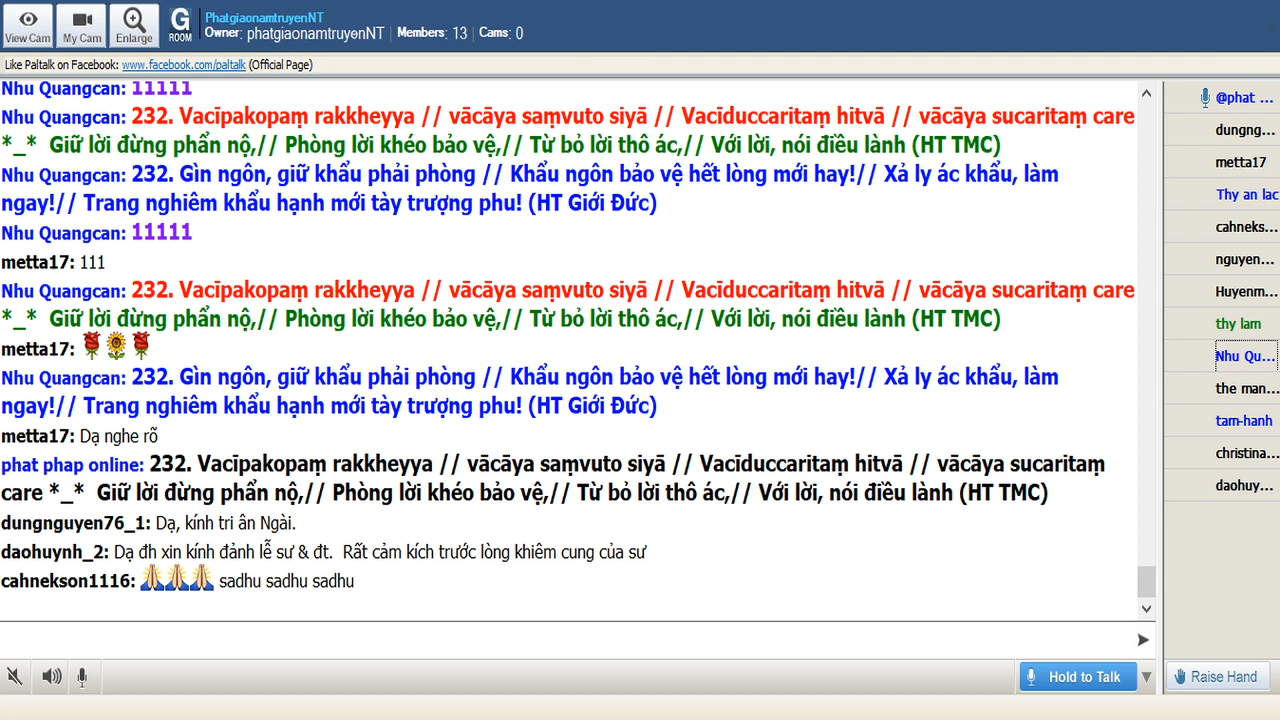 View Cam
My Cam
Enlarge
G
ROOM
PhatgiaonamtruyenNT
Owner: phatgiaonamtruyenNT | Members: 13 | Cams: 0
Like Paltalk on Facebook: www.facebook.com/paltalk (Official Page)
Nhu Quangcan: 11111
Nhu Quangcan: 232. Vacīpakopaṃ rakkheyya // vācāya saṃvuto siyā // Vacīduccaritaṃ hitvā // vācāya sucaritaṃ care
*_* Giữ lời đừng phẩn nộ,// Phòng lời khéo bảo vệ,// Từ bỏ lời thô ác,// Với lời, nói điều lành (HT TMC)
Nhu Quangcan: 232. Gìn ngôn, giữ khẩu phải phòng // Khẩu ngôn bảo vệ hết lòng mới hay!// Xả ly ác khẩu, làm
ngay!// Trang nghiêm khẩu hạnh mới tày trượng phu! (HT Giới Đức)
Nhu Quangcan: 11111
metta17: 111
Nhu Quangcan: 232. Vacīpakopaṃ rakkheyya // vācāya saṃvuto siyā // Vacīduccaritaṃ hitvā // vācāya sucaritaṃ care
*_* Giữ lời đừng phẩn nộ,// Phòng lời khéo bảo vệ,// Từ bỏ lời thô ác,// Với lời, nói điều lành (HT TMC)
metta17: 🌹🌻🌹
Nhu Quangcan: 232. Gìn ngôn, giữ khẩu phải phòng // Khẩu ngôn bảo vệ hết lòng mới hay!// Xả ly ác khẩu, làm
ngay!// Trang nghiêm khẩu hạnh mới tày trượng phu! (HT Giới Đức)
metta17: Dạ nghe rõ
phat phap online: 232. Vacīpakopaṃ rakkheyya // vācāya saṃvuto siyā // Vacīduccaritaṃ hitvā // vācāya sucaritaṃ
care *_* Giữ lời đừng phẩn nộ,// Phòng lời khéo bảo vệ,// Từ bỏ lời thô ác,// Với lời, nói điều lành (HT TMC)
dungnguyen76_1: Dạ, kính tri ân Ngài.
daohuynh_2: Dạ đh xin kính đảnh lễ sư & đt. Rất cảm kích trước lòng khiêm cung của sư
cahnekson1116: 🙏🙏🙏 sadhu sadhu sadhu
@phat ...
dungng...
metta17
Thy an lac
cahneks...
nguyen...
Huyenm...
thy lam
Nhu Qu...
the man...
tam-hanh
christina...
daohuy...
Hold to Talk
Raise Hand